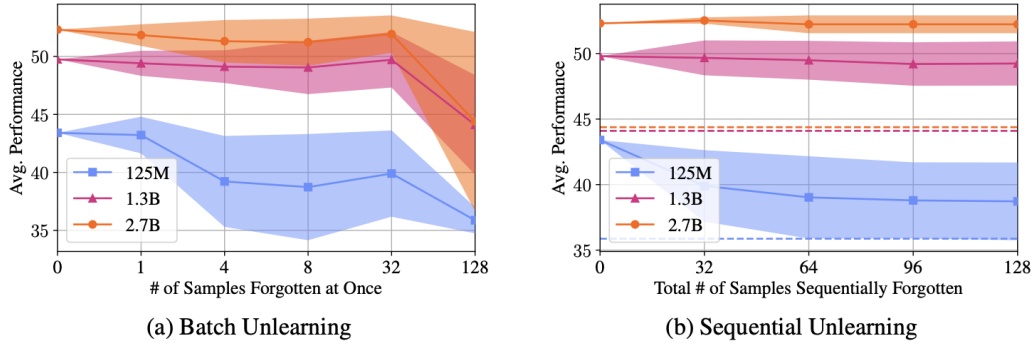 50
45
40
35
Avg. Performance
125M
1.3B
2.7B
0 1 4 8 32 128
# of Samples Forgotten at Once
(a) Batch Unlearning
50
45
40
35
Avg. Performance
125M
1.3B
2.7B
0 32 64 96 128
Total # of Samples Sequentially Forgotten
(b) Sequential Unlearning